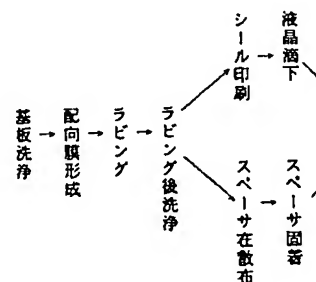 基板洗浄
配向膜形成
ラビング
ラビング後洗浄
シール印刷
液晶滴下
スペーサ在散布
スペーサ固着